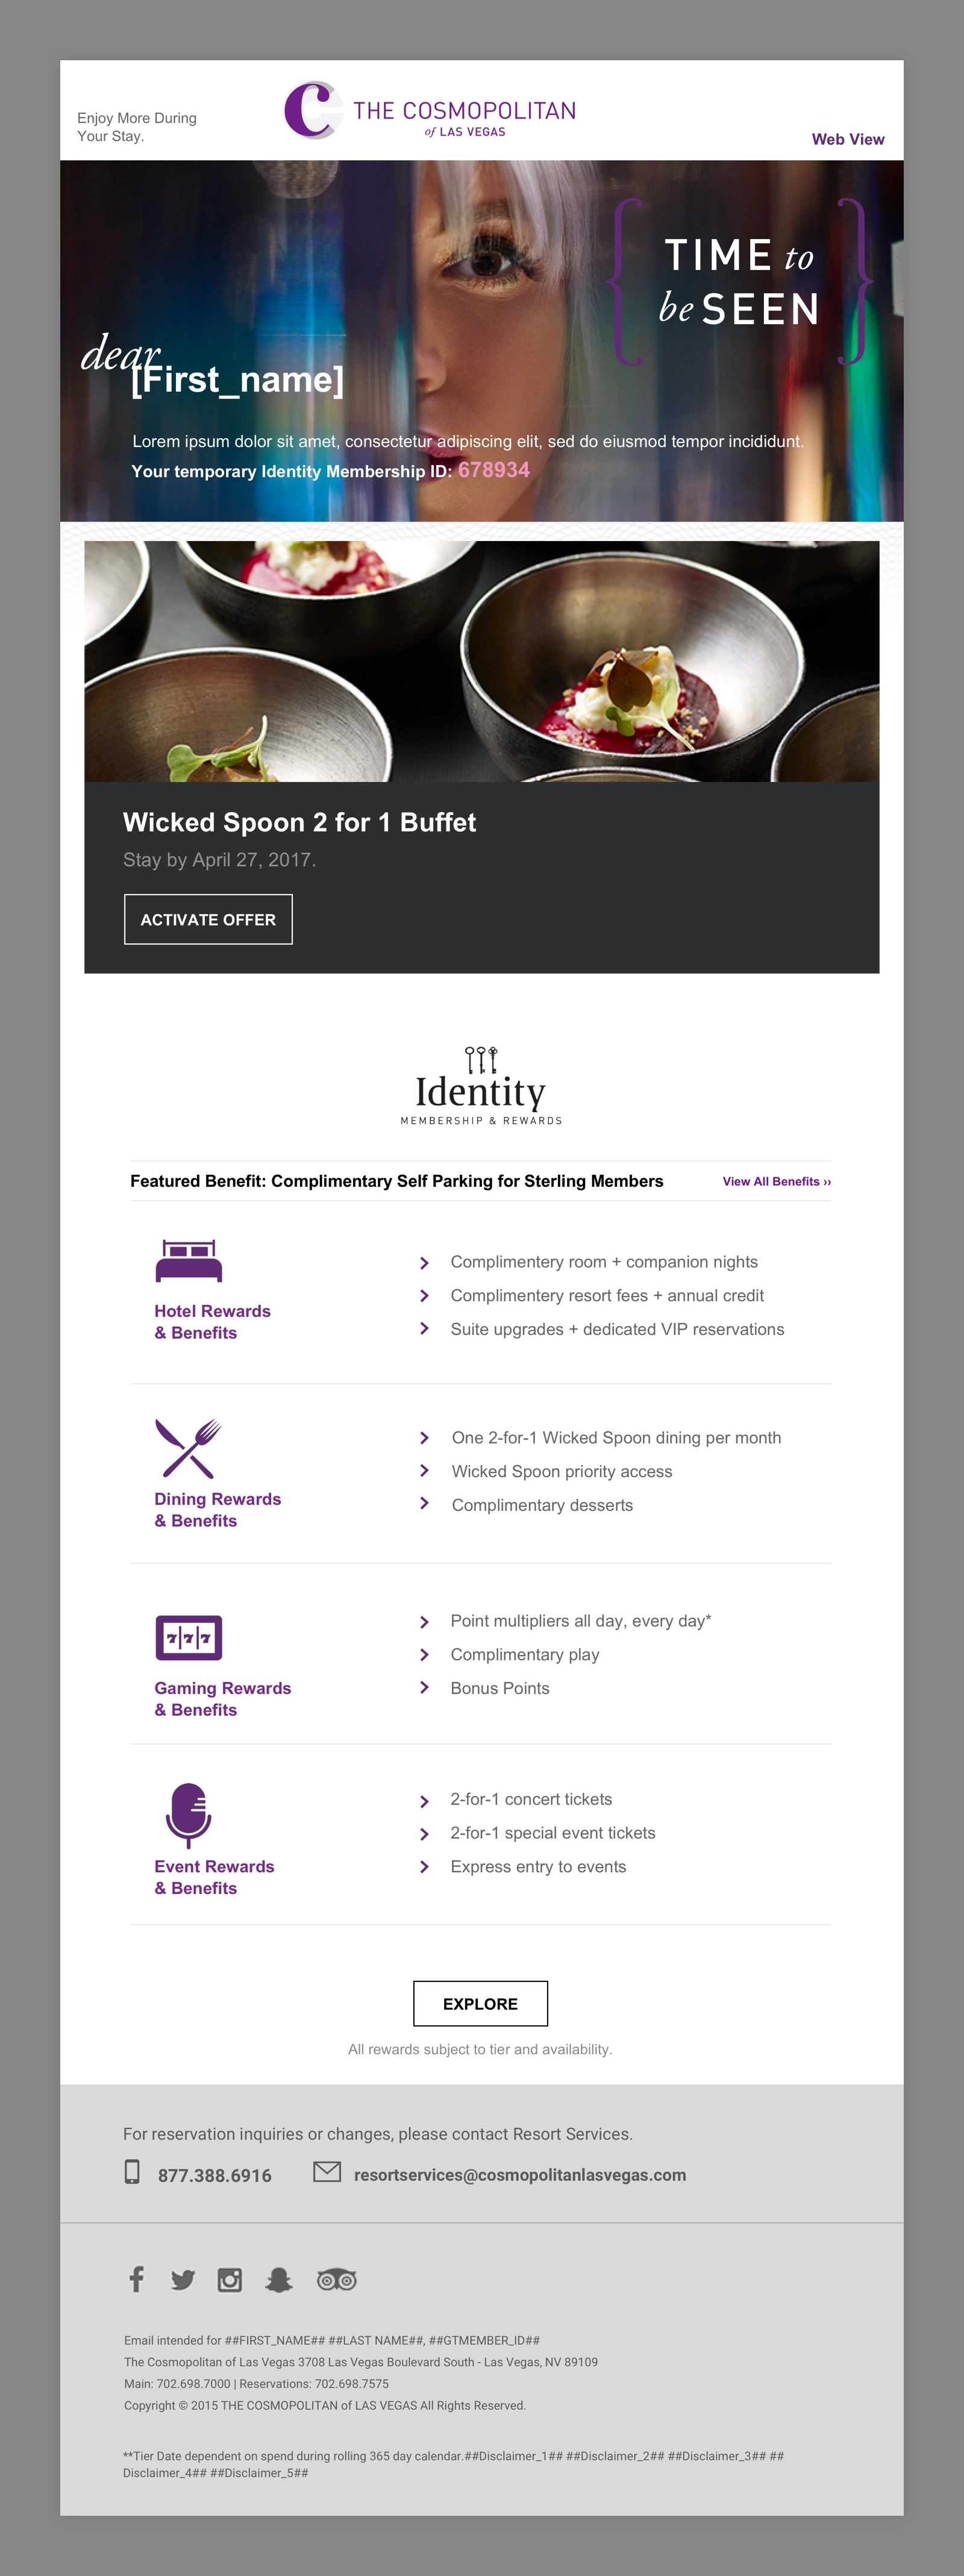 Enjoy More During
Your Stay.
C THE COSMOPOLITAN
of LAS VEGAS
Web View
{ TIME to }
be SEEN
dear
[First_name]
Lorem ipsum dolor sit amet, consectetur adipiscing elit, sed do eiusmod tempor incididunt.
Your temporary Identity Membership ID: 678934
Wicked Spoon 2 for 1 Buffet
Stay by April 27, 2017.
ACTIVATE OFFER
Identity
MEMBERSHIP & REWARDS
Featured Benefit: Complimentary Self Parking for Sterling Members
View All Benefits ››
Hotel Rewards
& Benefits
Complimentery room + companion nights
Complimentery resort fees + annual credit
Suite upgrades + dedicated VIP reservations
Dining Rewards
& Benefits
One 2-for-1 Wicked Spoon dining per month
Wicked Spoon priority access
Complimentary desserts
7|7|7
Gaming Rewards
& Benefits
Point multipliers all day, every day*
Complimentary play
Bonus Points
Event Rewards
& Benefits
2-for-1 concert tickets
2-for-1 special event tickets
Express entry to events
EXPLORE
All rewards subject to tier and availability.
For reservation inquiries or changes, please contact Resort Services.
877.388.6916
resortservices@cosmopolitanlasvegas.com
Email intended for ##FIRST_NAME## ##LAST NAME##, ##GTMEMBER_ID##
The Cosmopolitan of Las Vegas 3708 Las Vegas Boulevard South - Las Vegas, NV 89109
Main: 702.698.7000 | Reservations: 702.698.7575
Copyright © 2015 THE COSMOPOLITAN of LAS VEGAS All Rights Reserved.
**Tier Date dependent on spend during rolling 365 day calendar.##Disclaimer_1## ##Disclaimer_2## ##Disclaimer_3## ##
Disclaimer_4## ##Disclaimer_5##